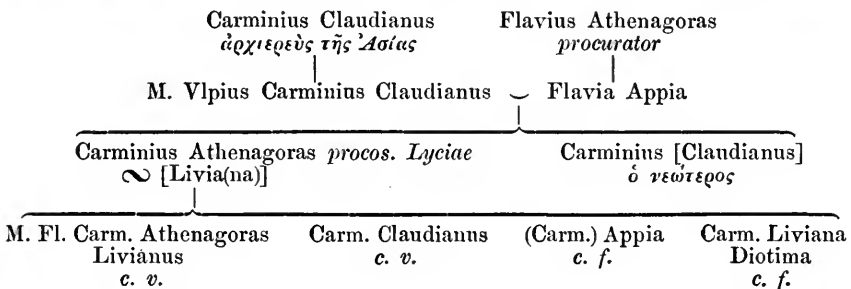 Carminius Claudianus Flavius Athenagoras
ἀρχιερεὺς τῆς Ἀσίας procurator
M. Vlpius Carminius Claudianus ⏝ Flavia Appia
Carminius Athenagoras procos. Lyciae Carminius [Claudianus]
∾ [Livia(na)] ὁ νεώτερος
M. Fl. Carm. Athenagoras Carm. Claudianus (Carm.) Appia Carm. Liviana
Livianus c. v. c. f. Diotima
c. v. c. f.